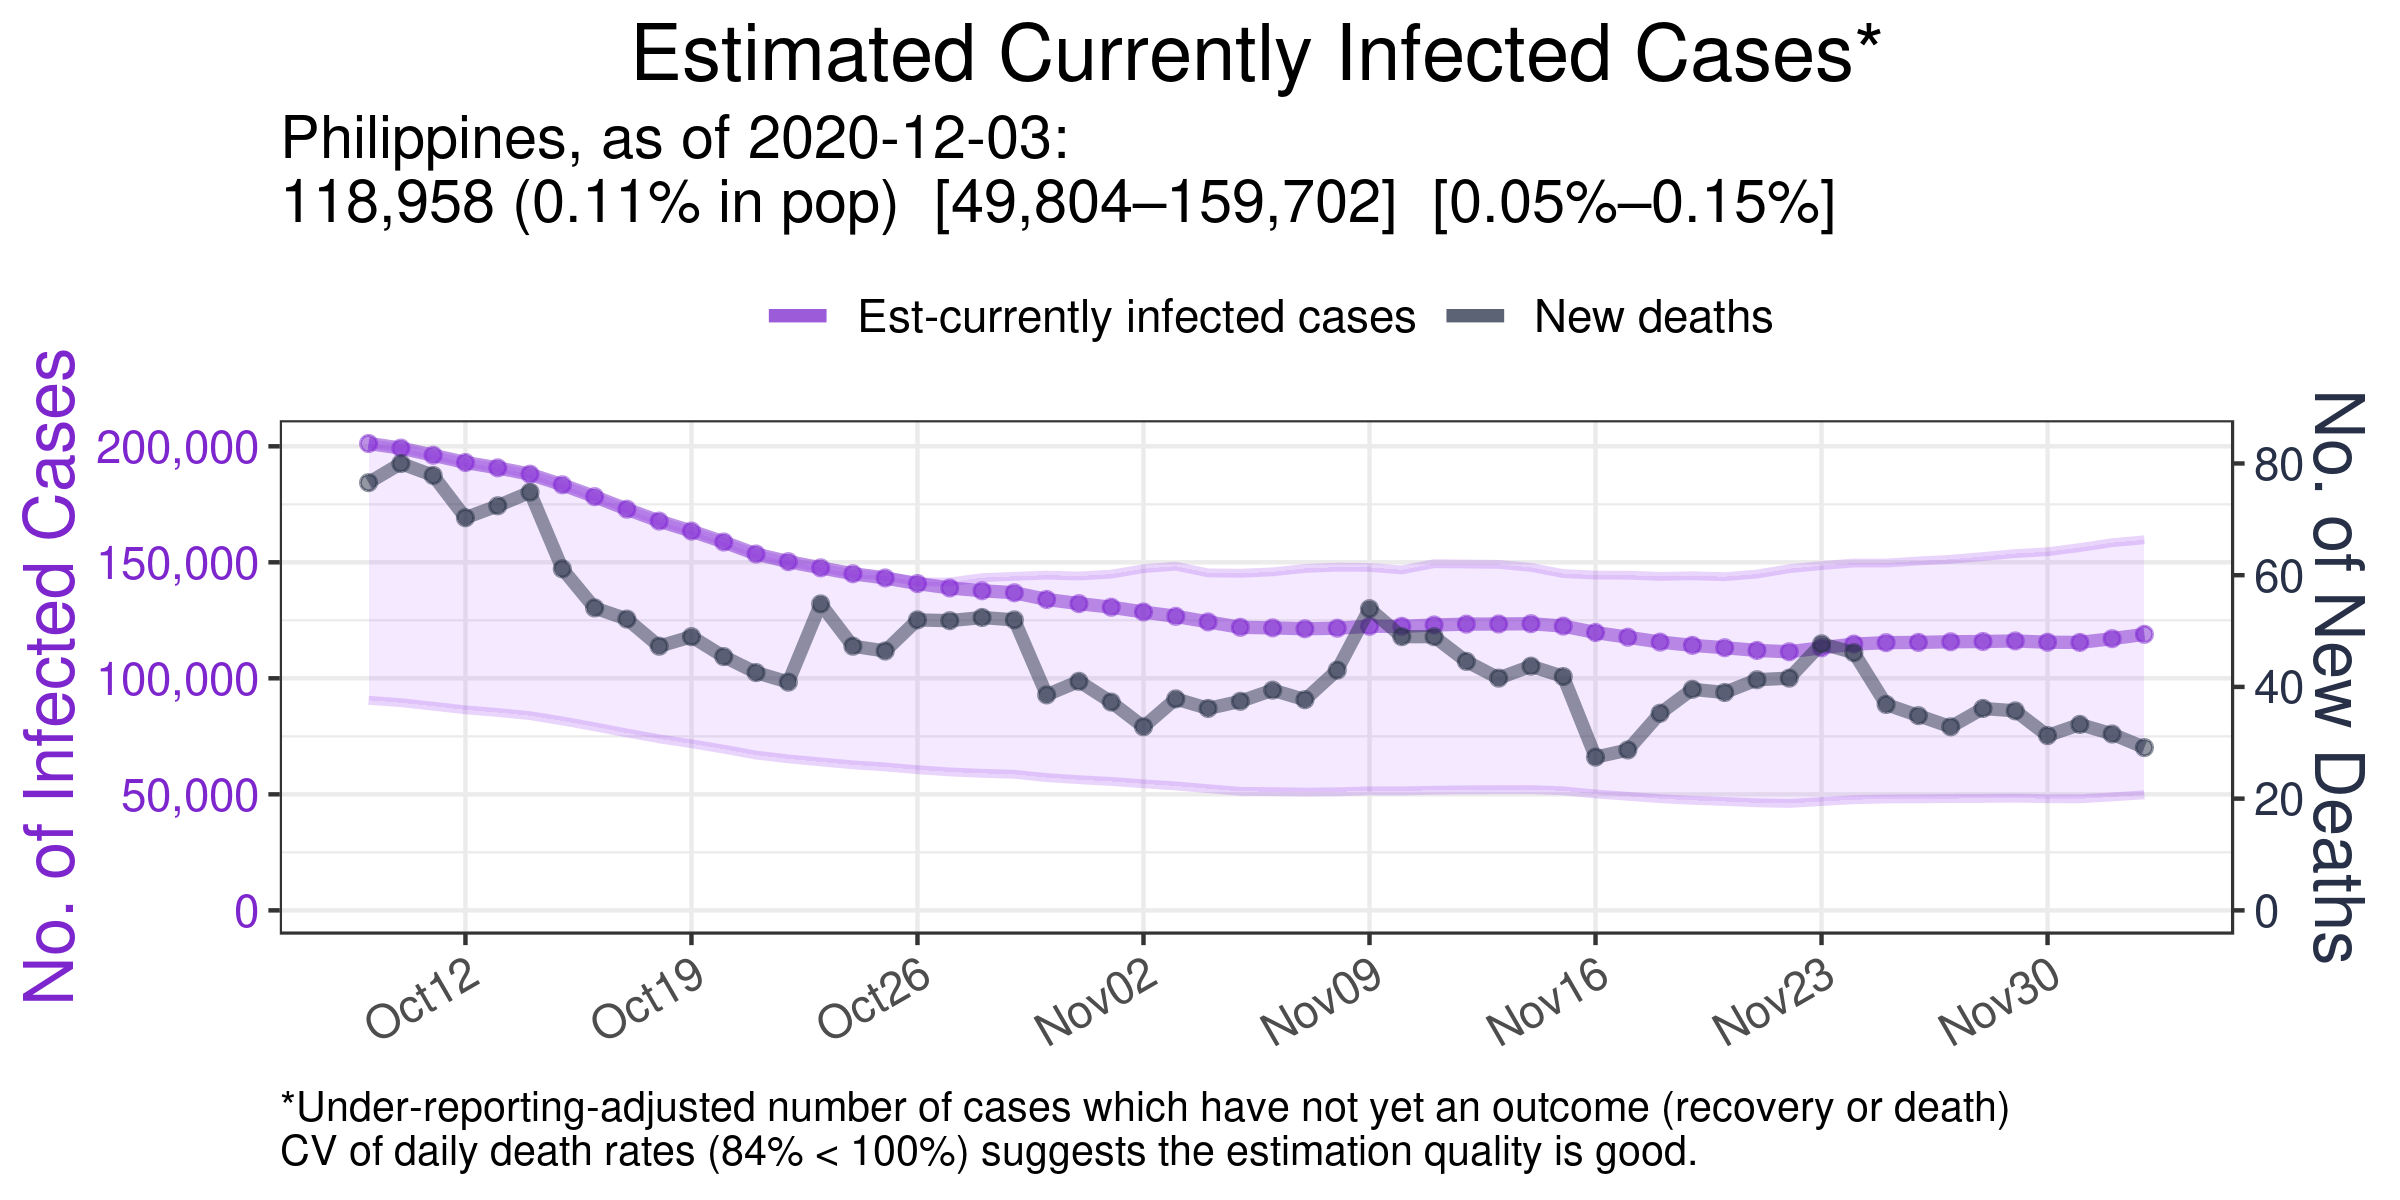 Estimated Currently Infected Cases*
Philippines, as of 2020-12-03:
118,958 (0.11% in pop)  [49,804–159,702]  [0.05%–0.15%]
Est-currently infected cases
New deaths
No. of Infected Cases
200,000
150,000
100,000
50,000
0
80
60
40
20
0
No. of New Deaths
Oct12
Oct19
Oct26
Nov02
Nov09
Nov16
Nov23
Nov30
*Under-reporting-adjusted number of cases which have not yet an outcome (recovery or death)
CV of daily death rates (84% < 100%) suggests the estimation quality is good.